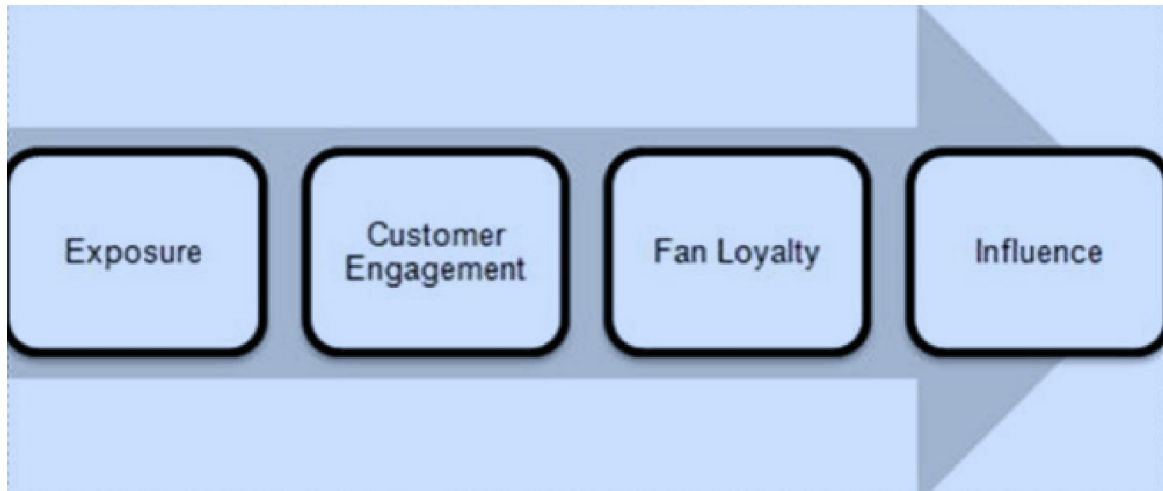 Exposure
Customer
Engagement
Fan Loyalty
Influence